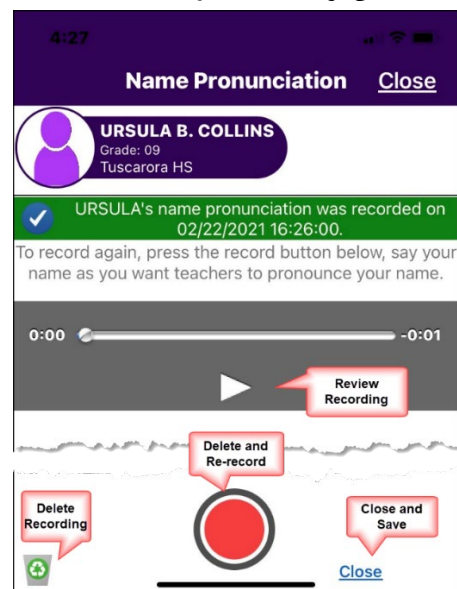 4:27
Name Pronunciation Close
URSULA B. COLLINS
Grade: 09
Tuscarora HS
URSULA's name pronunciation was recorded on
02/22/2021 16:26:00.
To record again, press the record button below, say your
name as you want teachers to pronounce your name.
0:00 -0:01
Review
Recording
Delete and
Re-record
Delete
Recording
Close and
Save
Close